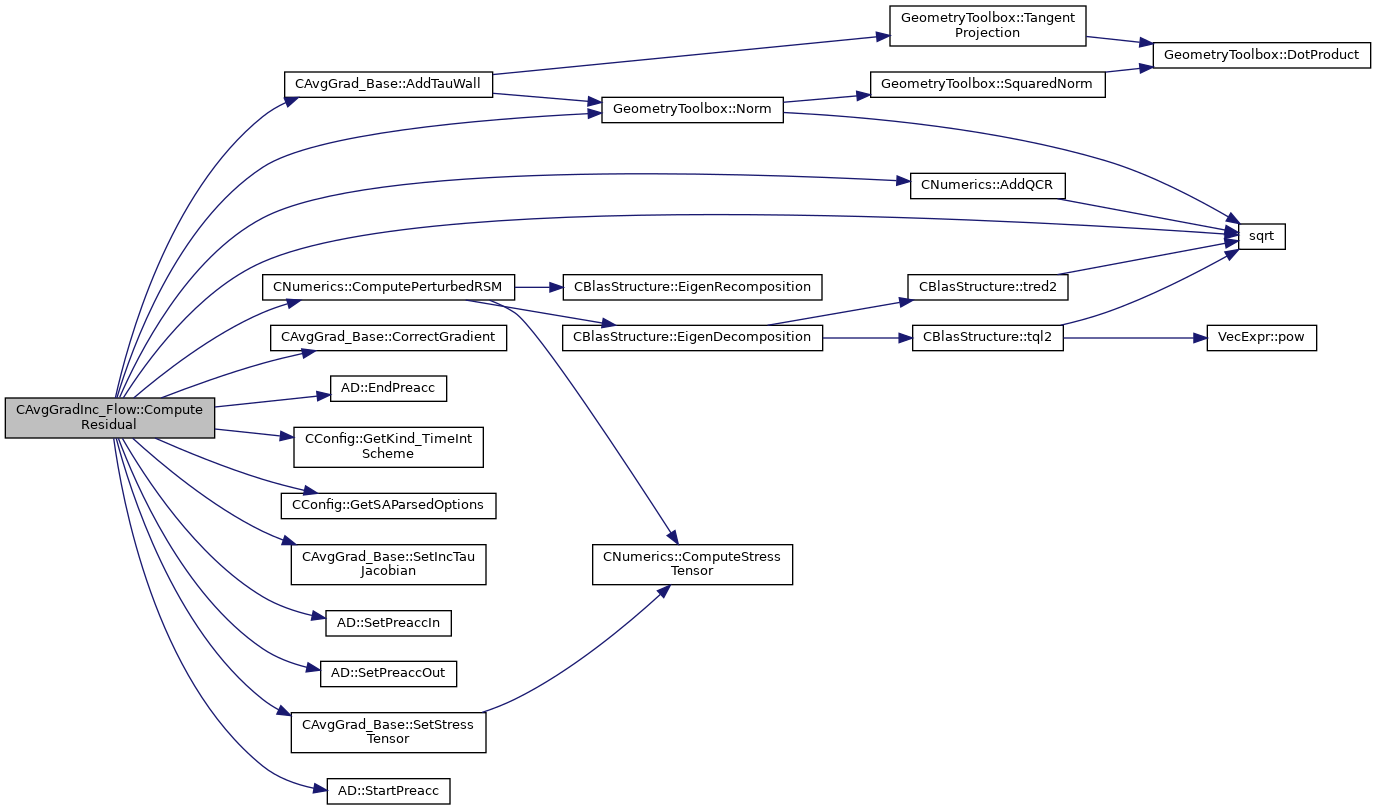 GeometryToolbox::Tangent
Projection
GeometryToolbox::DotProduct
CAvgGrad_Base::AddTauWall
GeometryToolbox::SquaredNorm
GeometryToolbox::Norm
CNumerics::AddQCR
sqrt
CNumerics::ComputePerturbedRSM
CBlasStructure::EigenRecomposition
CBlasStructure::tred2
CAvgGrad_Base::CorrectGradient
CBlasStructure::EigenDecomposition
CBlasStructure::tql2
VecExpr::pow
AD::EndPreacc
CAvgGradInc_Flow::Compute
Residual
CConfig::GetKind_TimeInt
Scheme
CConfig::GetSAParsedOptions
CAvgGrad_Base::SetIncTau
Jacobian
CNumerics::ComputeStress
Tensor
AD::SetPreaccIn
AD::SetPreaccOut
CAvgGrad_Base::SetStress
Tensor
AD::StartPreacc